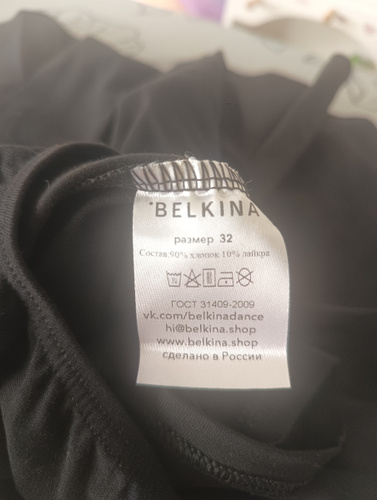 BELKINA
размер 32
Состав:90% хлопок 10% лайкра
ГОСТ 31409-2009
vk.com/belkinadance
hi@belkina.shop
www.belkina.shop
сделано в России